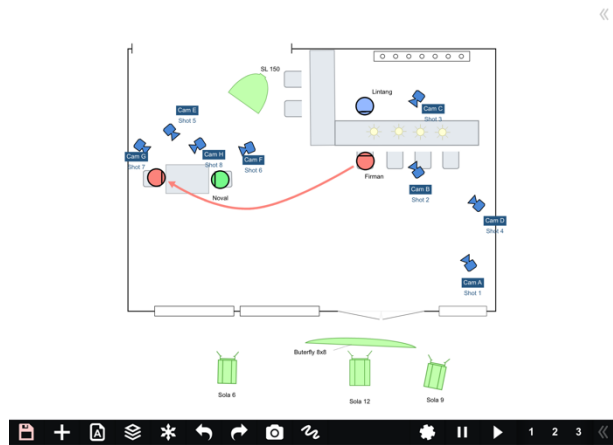 SL 150
Lintang
Cam C
Shot 3
Cam E
Shot 5
Cam G
Shot 7
Cam H
Shot 8
Cam F
Shot 6
Noval
Firman
Cam B
Shot 2
Cam D
Shot 4
Cam A
Shot 1
Buterfly 8x8
Sola 6
Sola 12
Sola 9
A
1 2 3